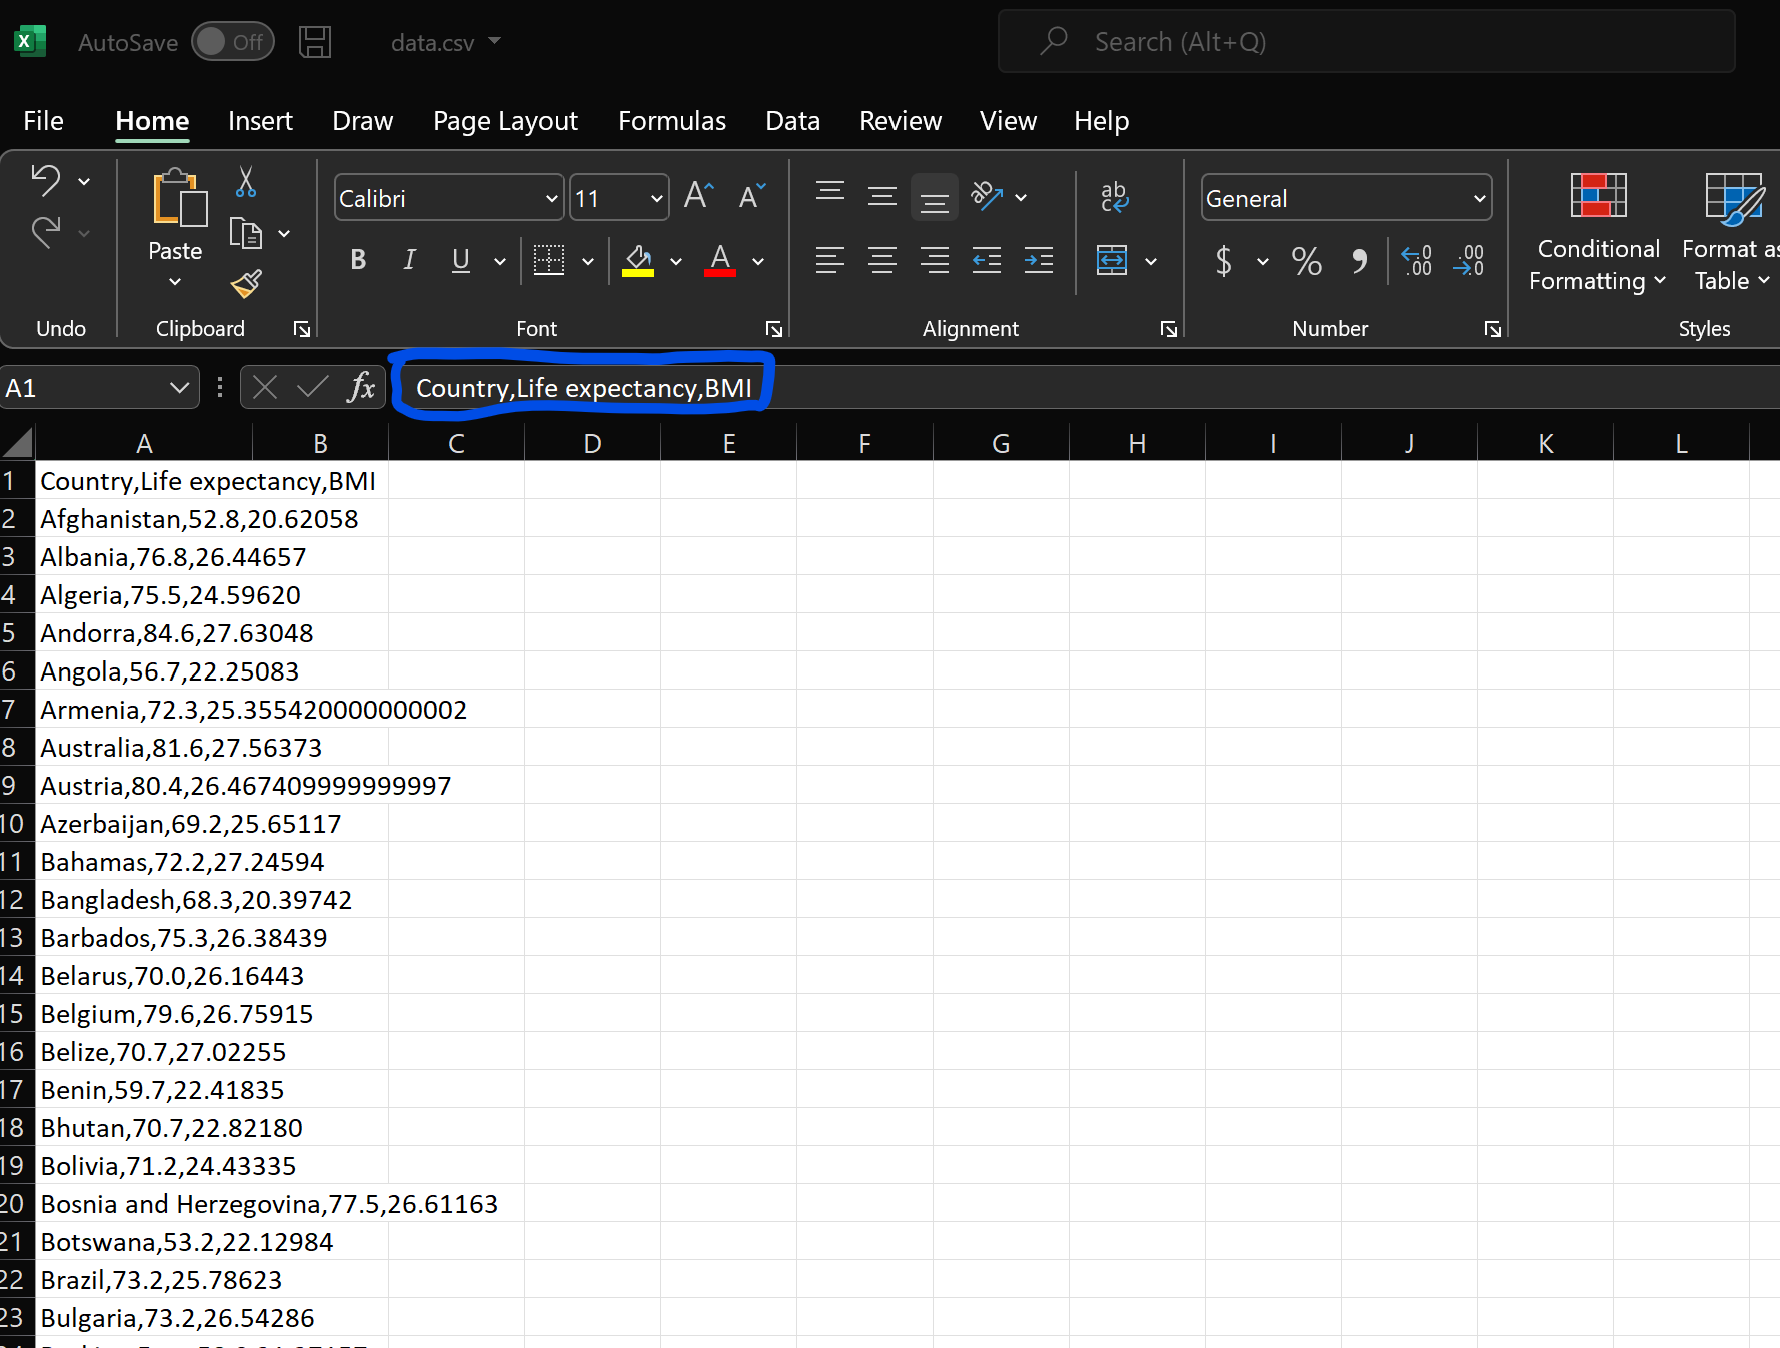 AutoSave Off data.csv Search (Alt+Q)
File Home Insert Draw Page Layout Formulas Data Review View Help
Calibri 11 General
Paste
B I U $ % , .00 .00
Conditional Formatting
Format as Table
Undo Clipboard Font Alignment Number Styles
A1 fx Country,Life expectancy,BMI
A B C D E F G H I J K L
1 Country,Life expectancy,BMI
2 Afghanistan,52.8,20.62058
3 Albania,76.8,26.44657
4 Algeria,75.5,24.59620
5 Andorra,84.6,27.63048
6 Angola,56.7,22.25083
7 Armenia,72.3,25.355420000000002
8 Australia,81.6,27.56373
9 Austria,80.4,26.467409999999997
10 Azerbaijan,69.2,25.65117
11 Bahamas,72.2,27.24594
12 Bangladesh,68.3,20.39742
13 Barbados,75.3,26.38439
14 Belarus,70.0,26.16443
15 Belgium,79.6,26.75915
16 Belize,70.7,27.02255
17 Benin,59.7,22.41835
18 Bhutan,70.7,22.82180
19 Bolivia,71.2,24.43335
20 Bosnia and Herzegovina,77.5,26.61163
21 Botswana,53.2,22.12984
22 Brazil,73.2,25.78623
23 Bulgaria,73.2,26.54286